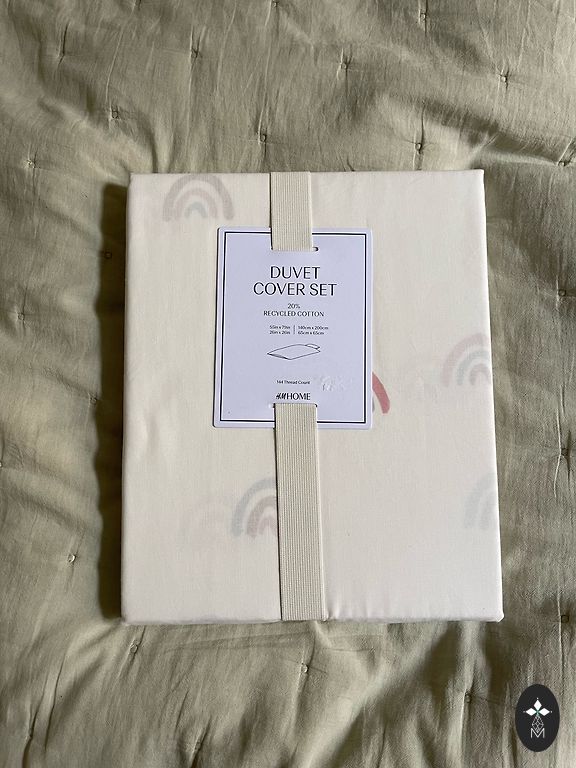 DUVET
COVER SET
20%
RECYCLED COTTON
55in x 79in | 140cm x 200cm
26in x 26in | 65cm x 65cm
144 Thread Count
H&M HOME
M